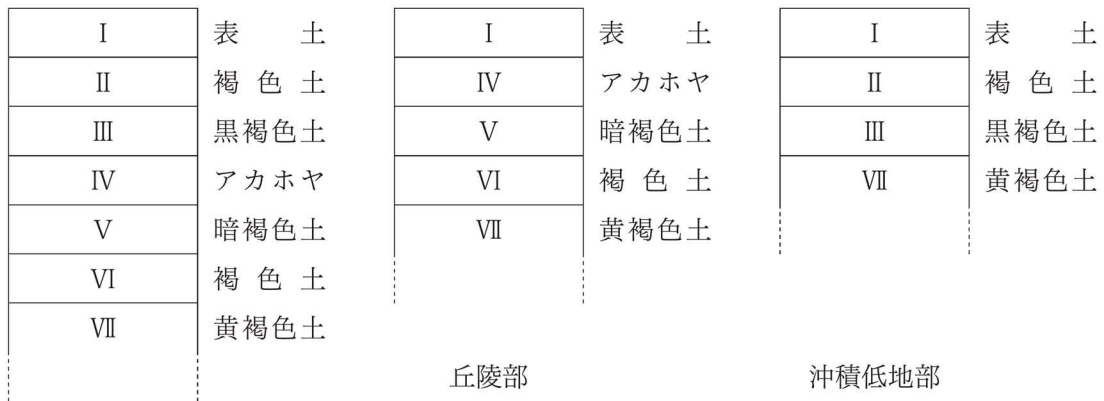 Ⅰ 表土
Ⅱ 褐色土
Ⅲ 黒褐色土
Ⅳ アカホヤ
Ⅴ 暗褐色土
Ⅵ 褐色土
Ⅶ 黄褐色土
Ⅰ 表土
Ⅳ アカホヤ
Ⅴ 暗褐色土
Ⅵ 褐色土
Ⅶ 黄褐色土
丘陵部
Ⅰ 表土
Ⅱ 褐色土
Ⅲ 黒褐色土
Ⅶ 黄褐色土
沖積低地部